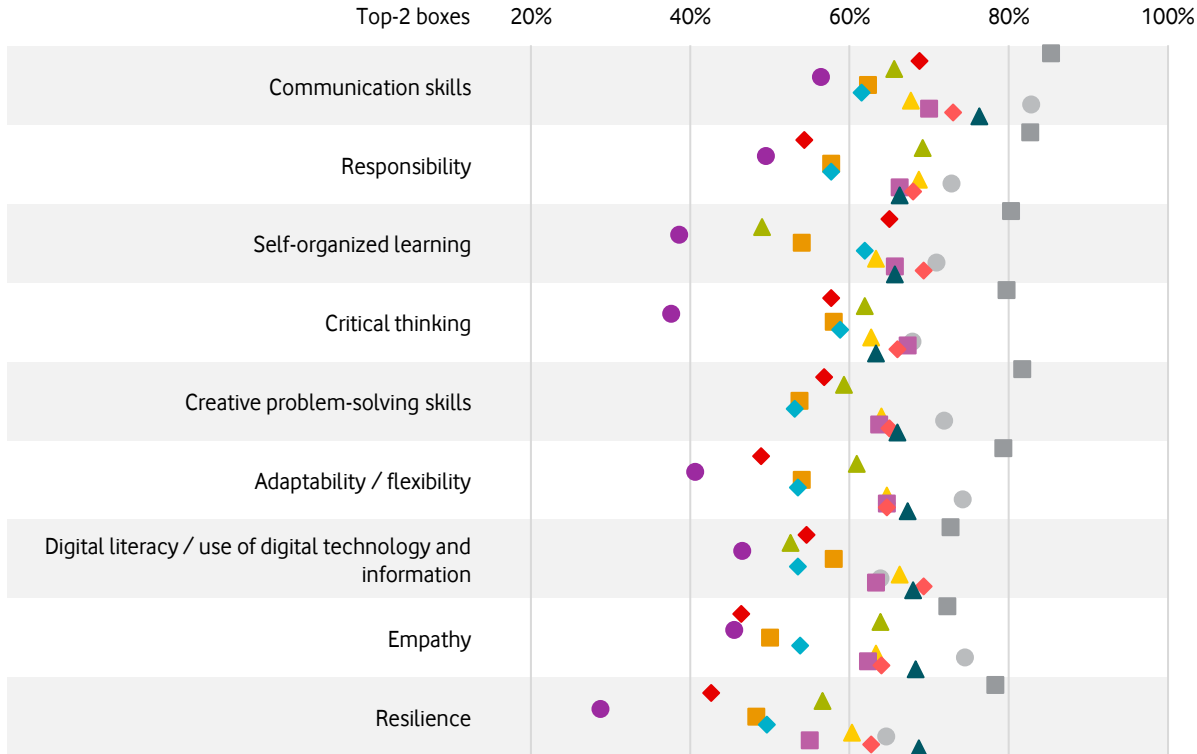 Top-2 boxes 20% 40% 60% 80% 100%
Communication skills
Responsibility
Self-organized learning
Critical thinking
Creative problem-solving skills
Adaptability / flexibility
Digital literacy / use of digital technology and
information
Empathy
Resilience